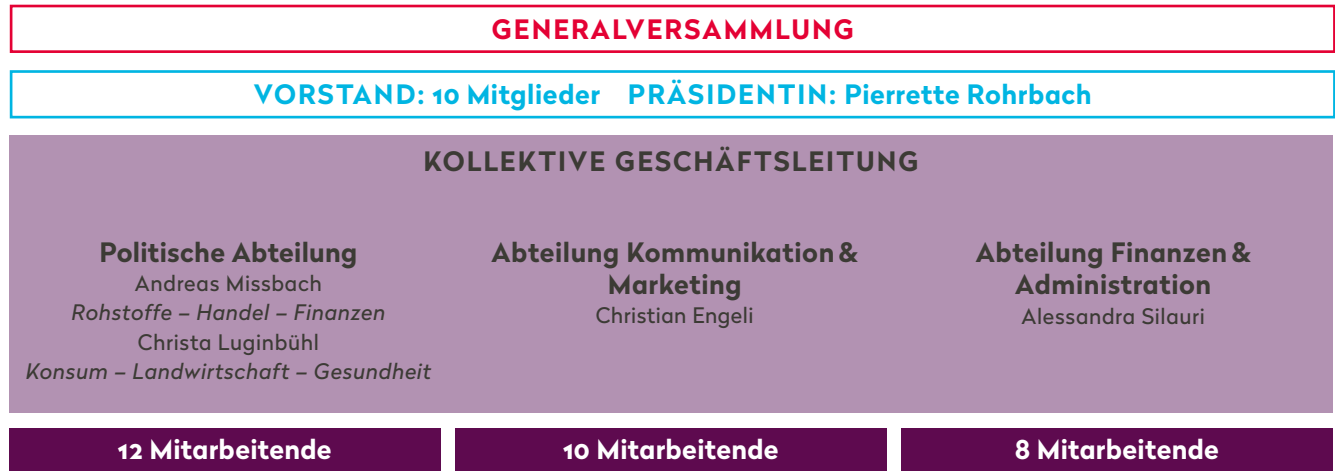 GENERALVERSAMMLUNG
VORSTAND: 10 Mitglieder PRÄSIDENTIN: Pierrette Rohrbach
KOLLEKTIVE GESCHÄFTSLEITUNG
Politische Abteilung
Andreas Missbach
Rohstoffe – Handel – Finanzen
Christa Luginbühl
Konsum – Landwirtschaft – Gesundheit
Abteilung Kommunikation &
Marketing
Christian Engeli
Abteilung Finanzen &
Administration
Alessandra Silauri
12 Mitarbeitende
10 Mitarbeitende
8 Mitarbeitende